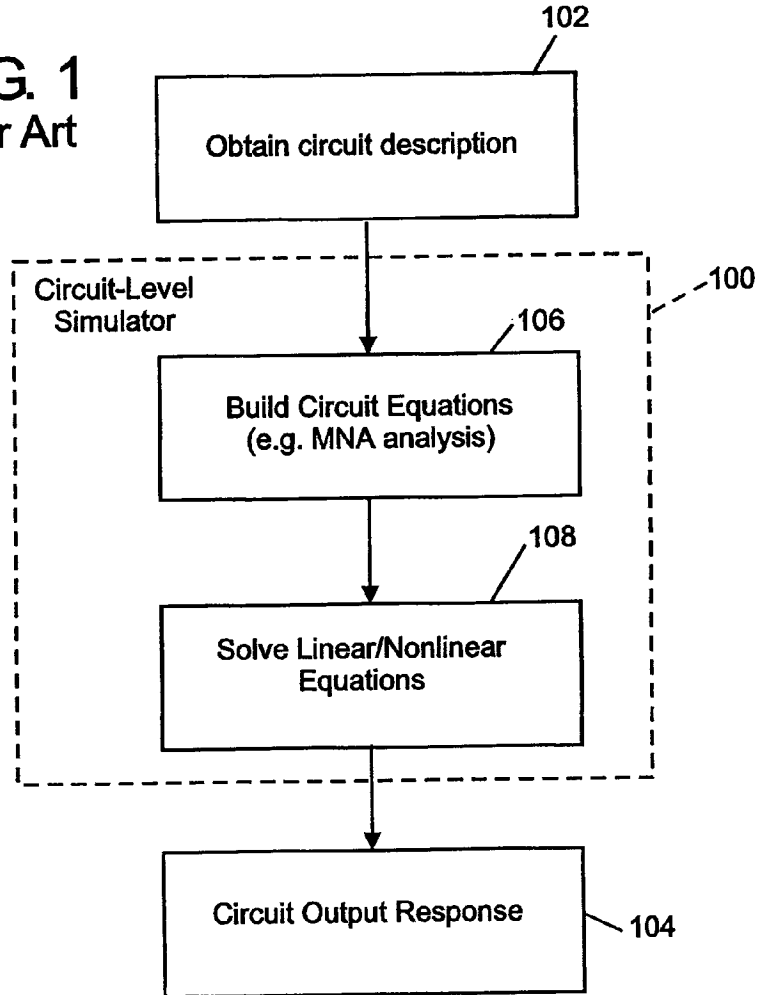 102
G. 1
r Art
Obtain circuit description
Circuit-Level
Simulator
100
106
Build Circuit Equations
(e.g. MNA analysis)
108
Solve Linear/Nonlinear
Equations
Circuit Output Response
104